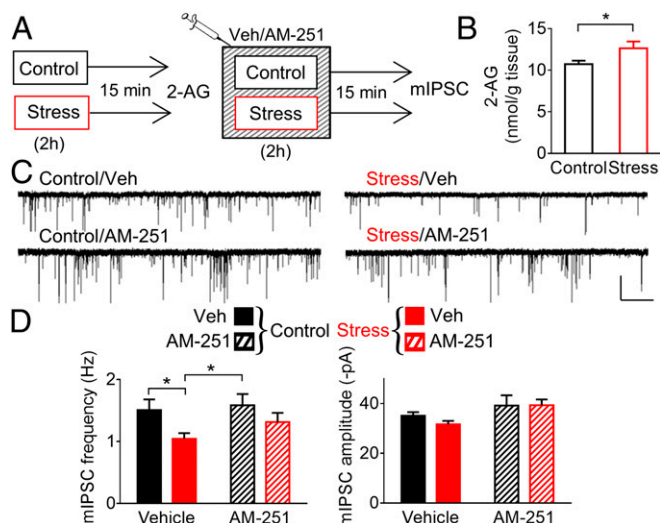 A
Control
Stress
(2h)
15 min
2-AG
Veh/AM-251
Control
Stress
(2h)
15 min
mIPSC
B
2-AG
(nmol/g tissue)
15
10
5
0
*
Control Stress
C
Control/Veh
Stress/Veh
Control/AM-251
Stress/AM-251
D
Veh
AM-251
Control
Stress
Veh
AM-251
mIPSC frequency (Hz)
2
1
0
*
*
Vehicle
AM-251
mIPSC amplitude (-pA)
40
20
0
Vehicle
AM-251